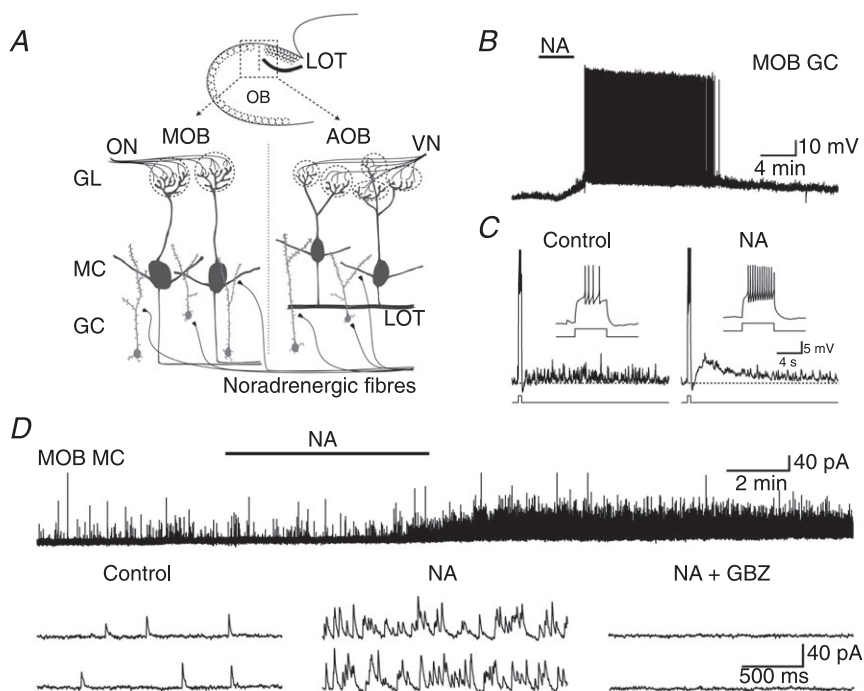 A
LOT
OB
MOB
AOB
ON
VN
GL
MC
GC
LOT
Noradrenergic fibres
B
NA
MOB GC
10 mV
4 min
C
Control
NA
5 mV
4 s
D
NA
MOB MC
40 pA
2 min
Control
NA
NA + GBZ
40 pA
500 ms